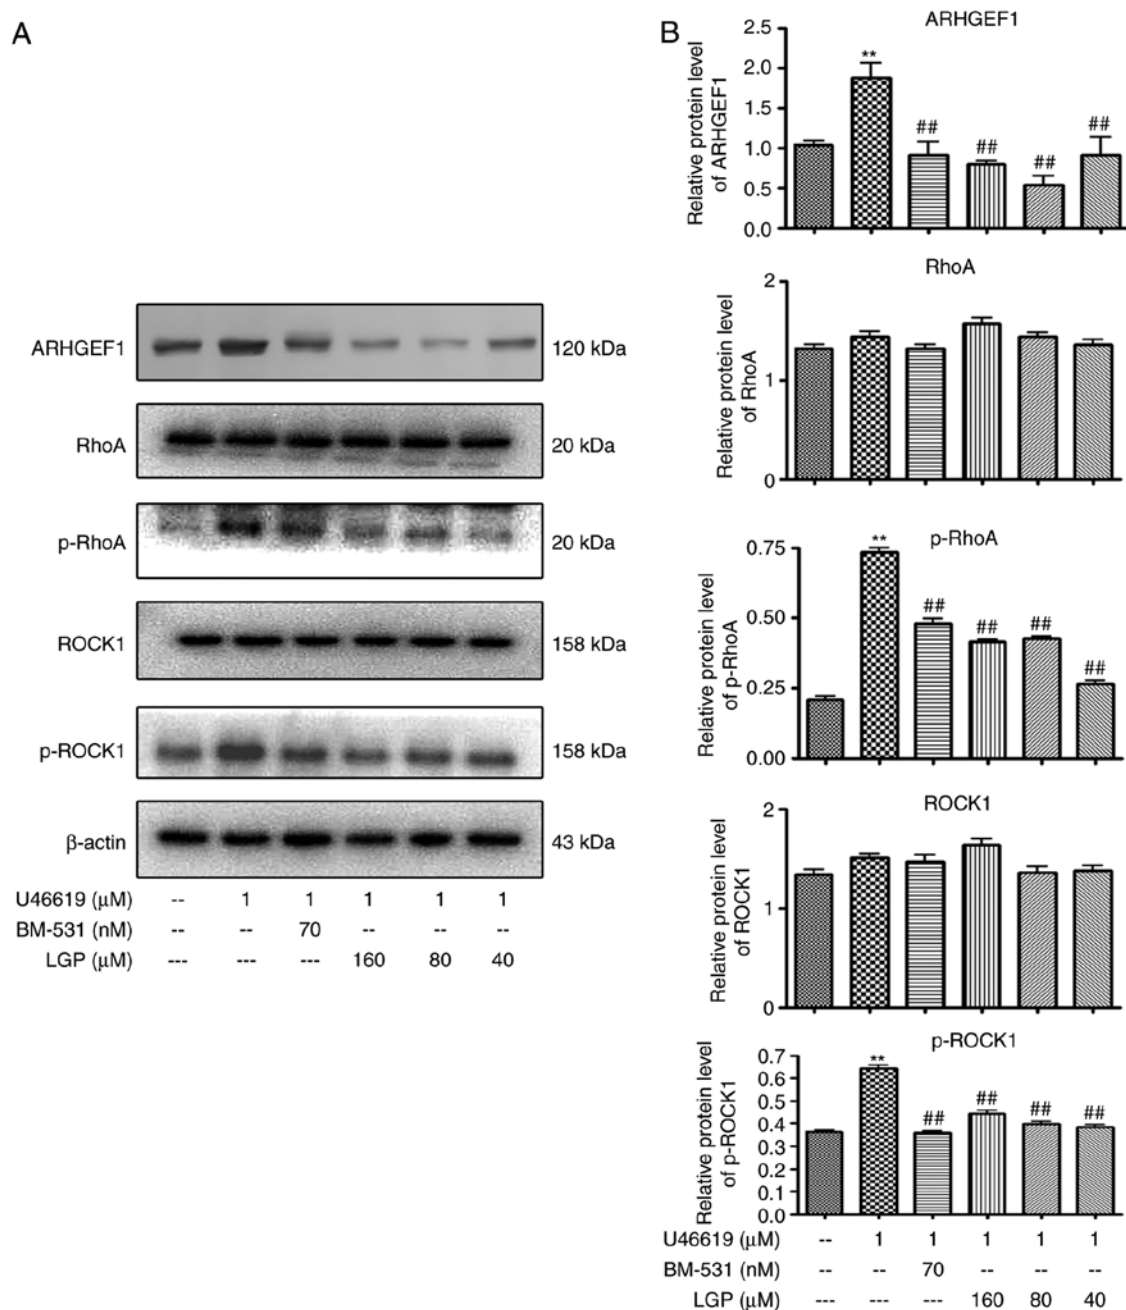 A
ARHGEF1
120 kDa
RhoA
20 kDa
p-RhoA
20 kDa
ROCK1
158 kDa
p-ROCK1
158 kDa
β-actin
43 kDa
U46619 (μM) -- 1 1 1 1 1
BM-531 (nM) -- -- 70 -- -- --
LGP (μM) --- --- --- 160 80 40
B
ARHGEF1
Relative protein level
of ARHGEF1
2.5
2.0
1.5
1.0
0.5
0.0
**
##
##
##
##
RhoA
Relative protein level
of RhoA
2
1
0
p-RhoA
Relative protein level
of p-RhoA
0.75
0.50
0.25
0.00
**
##
##
##
##
ROCK1
Relative protein level
of ROCK1
2
1
0
p-ROCK1
Relative protein level
of p-ROCK1
0.7
0.6
0.5
0.4
0.3
0.2
0.1
0.0
**
##
##
##
##
U46619 (μM) -- 1 1 1 1 1
BM-531 (nM) -- -- 70 -- -- --
LGP (μM) --- --- --- 160 80 40